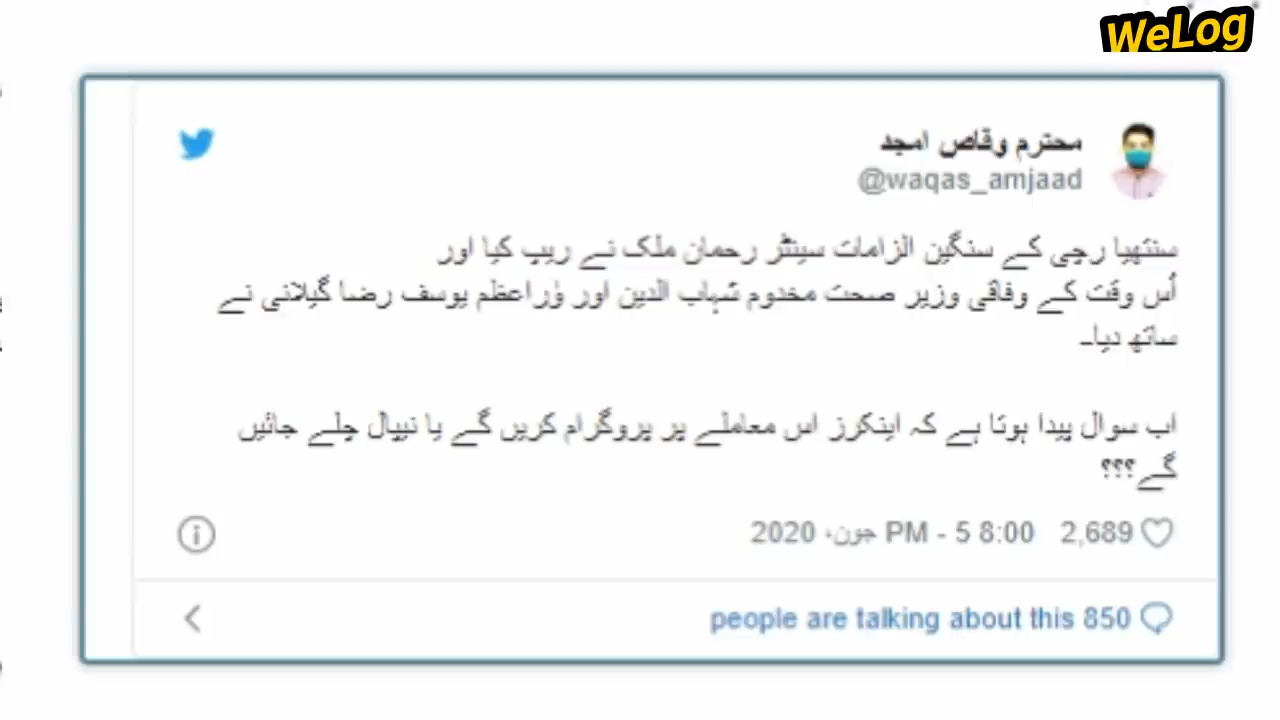 WeLog
محترم وقاص امجد
@waqas_amjaad
سنتھیا رچی کے سنگین الزامات سینٹر رحمان ملک نے ریپ کیا اور
اُس وقت کے وفاقی وزیر صحت مخدوم شہاب الدین اور وٰراعظم یوسف رضا گیلانی نے
ساتھ دیا۔
اب سوال پیدا ہوتا ہے کہ اینکرز اس معاملے پر پروگرام کریں گے یا نیپال چلے جائیں
گے؟؟؟
2,689 8:00 PM - 5 جون، 2020
850 people are talking about this